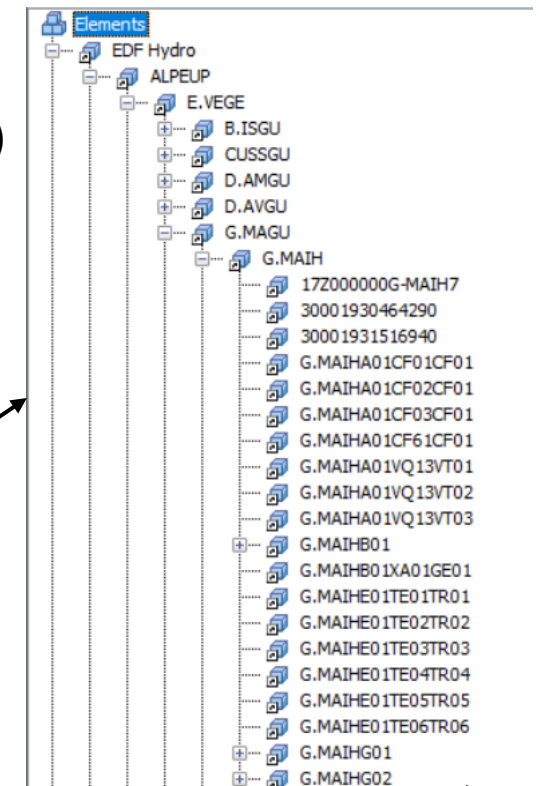 Elements
EDF Hydro
ALPEUP
E.VEGE
B.ISGU
CUSSGU
D.AMGU
D.AVGU
G.MAGU
G.MAIH
17Z000000G-MAIH7
30001930464290
30001931516940
G.MAIHA01CF01CF01
G.MAIHA01CF02CF01
G.MAIHA01CF03CF01
G.MAIHA01CF61CF01
G.MAIHA01VQ13VT01
G.MAIHA01VQ13VT02
G.MAIHA01VQ13VT03
G.MAIHB01
G.MAIHB01XA01GE01
G.MAIHE01TE01TR01
G.MAIHE01TE02TR02
G.MAIHE01TE03TR03
G.MAIHE01TE04TR04
G.MAIHE01TE05TR05
G.MAIHE01TE06TR06
G.MAIHG01
G.MAIHG02